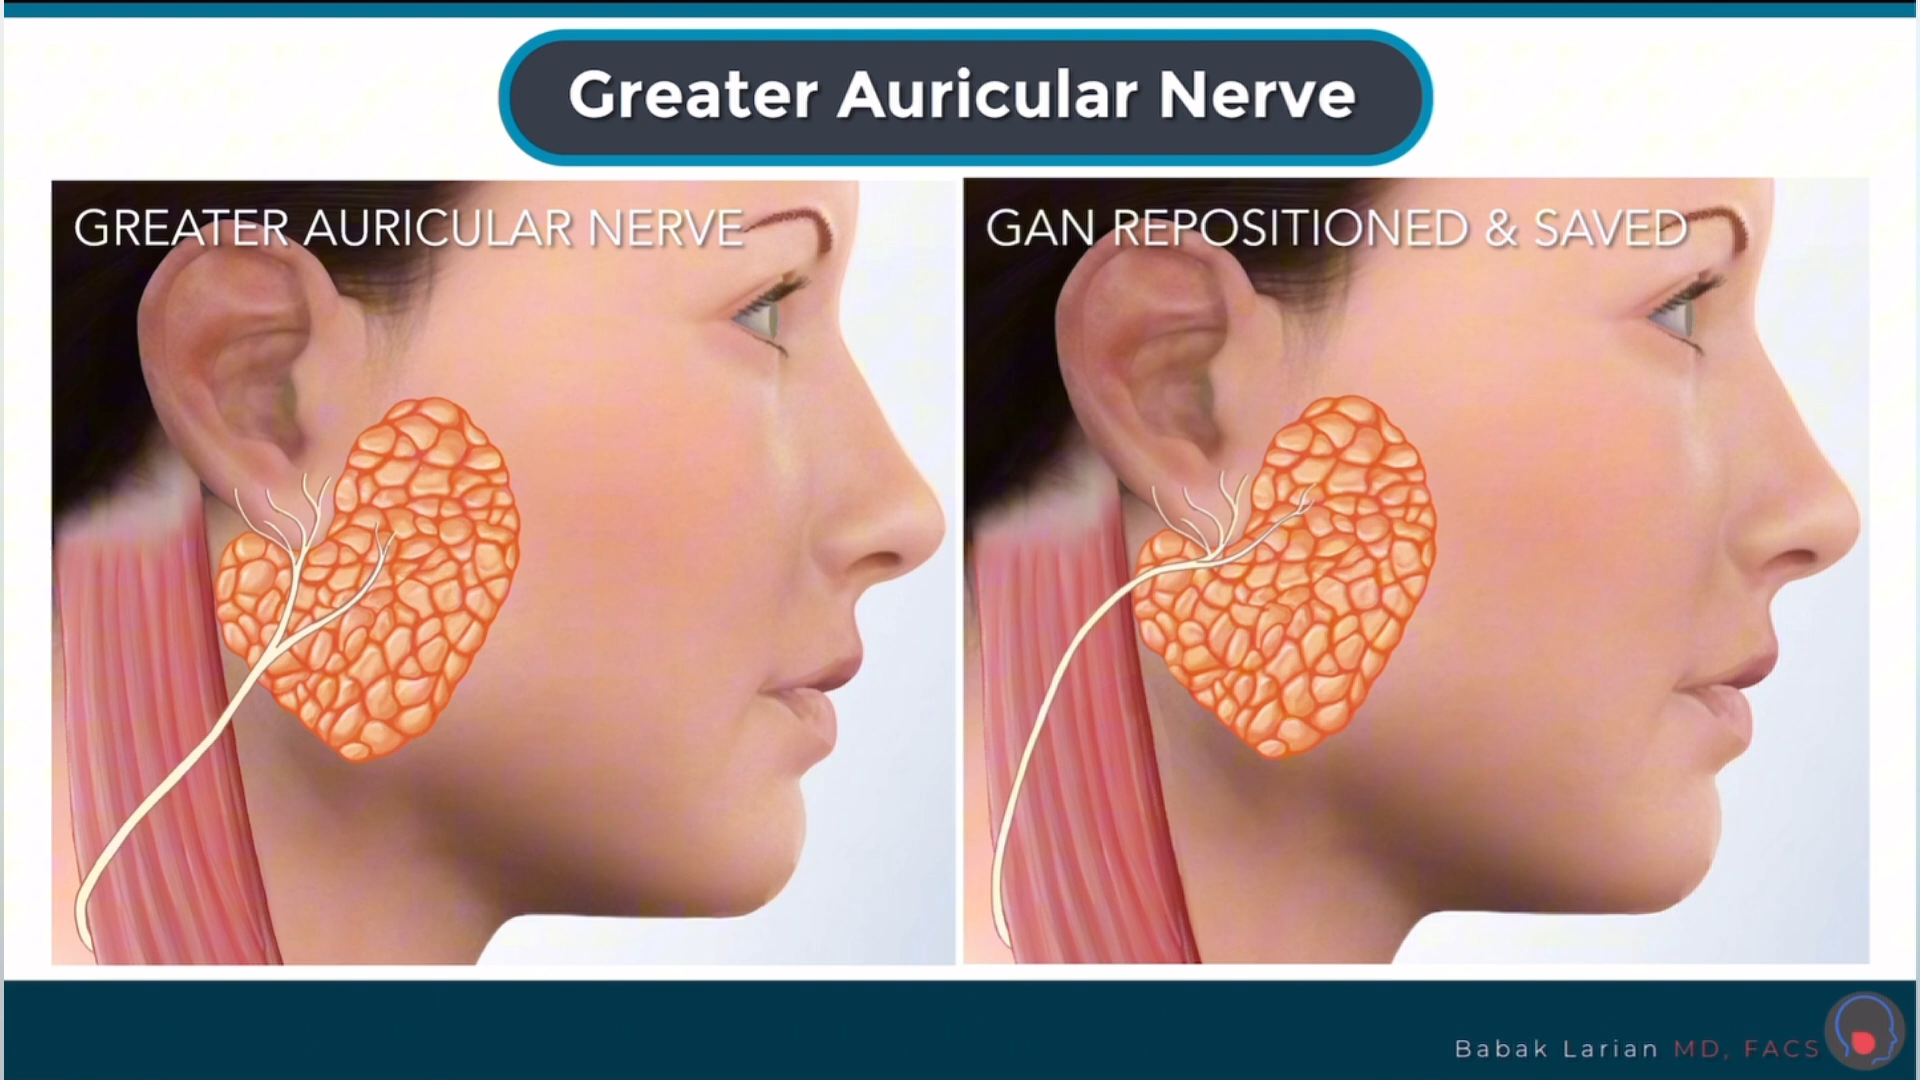 Greater Auricular Nerve
GREATER AURICULAR NERVE
GAN REPOSITIONED & SAVED
Babak Larian MD, FACS